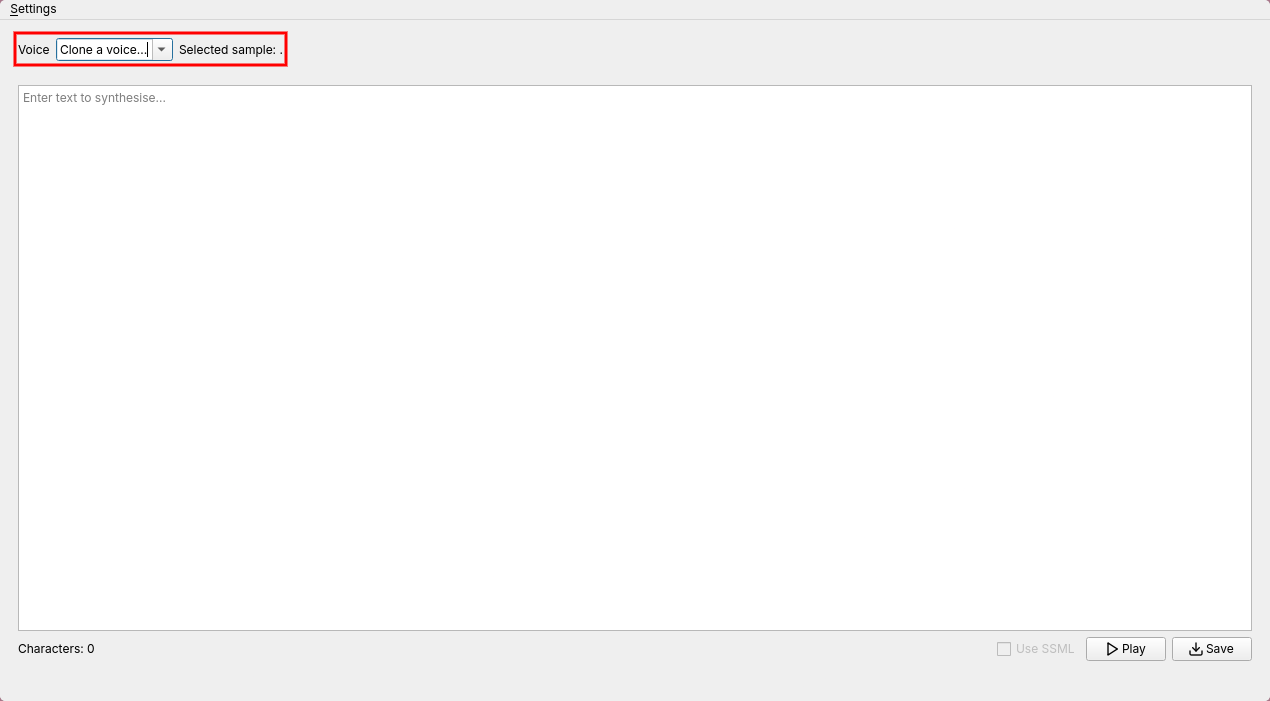 Settings
Voice Clone a voice... Selected sample: .
Enter text to synthesise...
Characters: 0 Use SSML Play Save